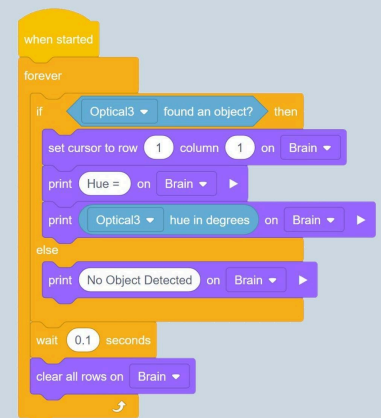 when started
forever
if Optical3 found an object? then
set cursor to row 1 column 1 on Brain
print Hue = on Brain
print Optical3 hue in degrees on Brain
else
print No Object Detected on Brain
wait 0.1 seconds
clear all rows on Brain